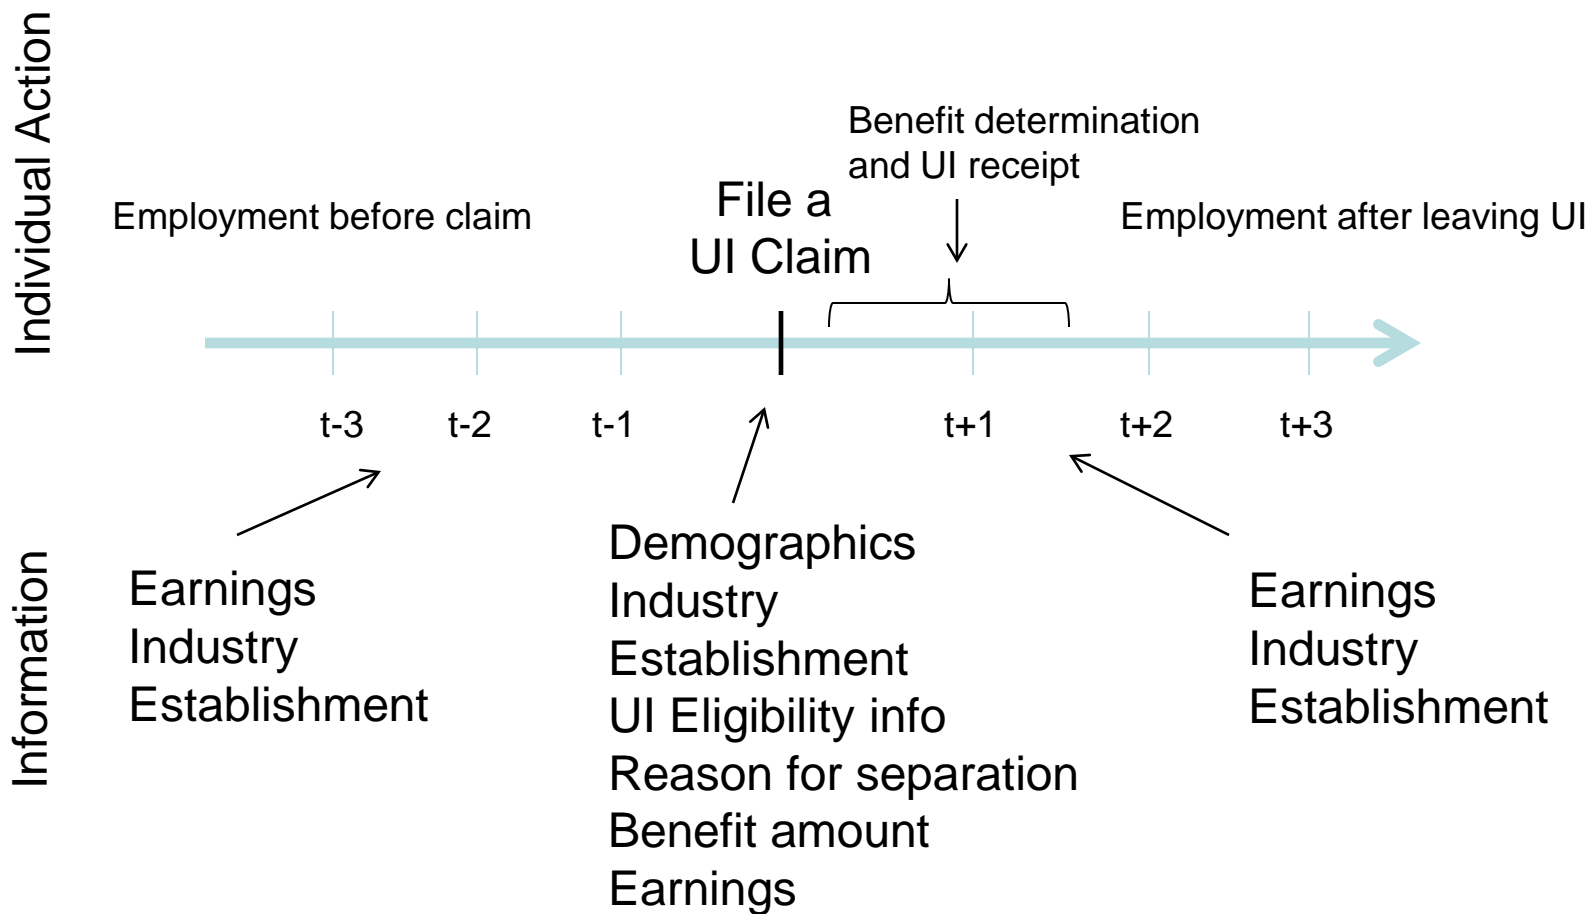 Individual Action
Benefit determination
and UI receipt
File a
UI Claim
Employment before claim
Employment after leaving UI
t-3
t-2
t-1
t+1
t+2
t+3
Information
Earnings
Industry
Establishment
Demographics
Industry
Establishment
UI Eligibility info
Reason for separation
Benefit amount
Earnings
Earnings
Industry
Establishment